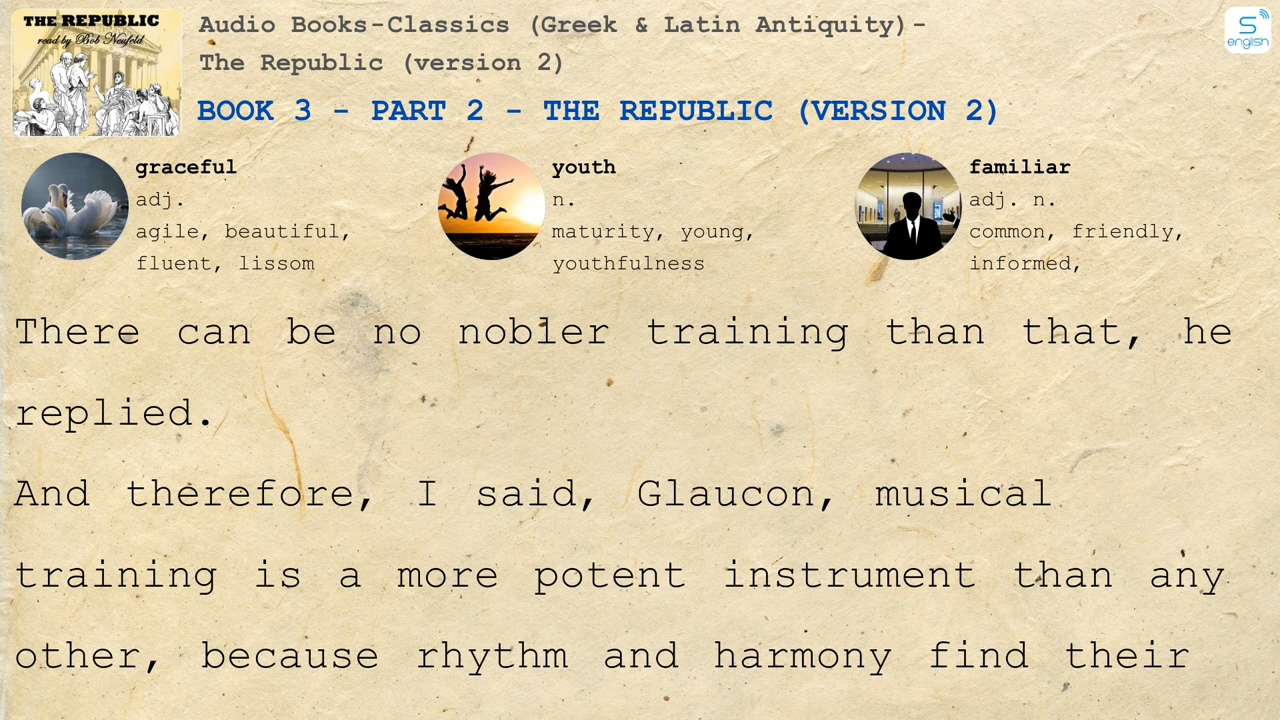 THE REPUBLIC
read by Bob Neufeld
Audio Books-Classics (Greek & Latin Antiquity)-
The Republic (version 2)
BOOK 3 - PART 2 - THE REPUBLIC (VERSION 2)
S
english
graceful
adj.
agile, beautiful,
fluent, lissom
youth
n.
maturity, young,
youthfulness
familiar
adj. n.
common, friendly,
informed,
There can be no nobler training than that, he
replied.
And therefore, I said, Glaucon, musical
training is a more potent instrument than any
other, because rhythm and harmony find their